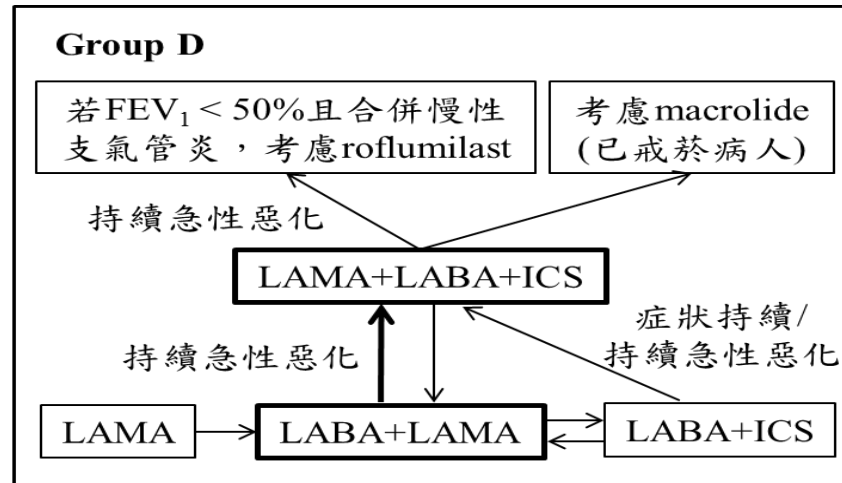 Group D
若FEV₁ < 50%且合併慢性
支氣管炎，考慮roflumilast
考慮macrolide
(已戒菸病人)
持續急性惡化
LAMA+LABA+ICS
持續急性惡化
症狀持續/
持續急性惡化
LAMA
LABA+LAMA
LABA+ICS